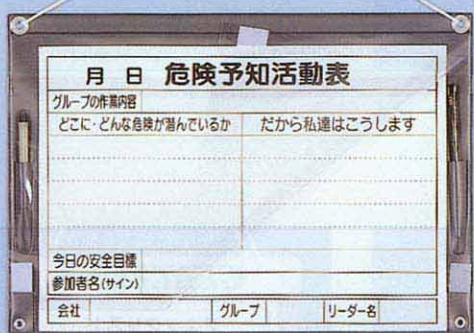 月 日 危険予知活動表
グループの作業内容
どこに・どんな危険が潜んでいるか だから私達はこうします
今日の安全目標
参加者名(サイン)
会社 グループ リーダー名